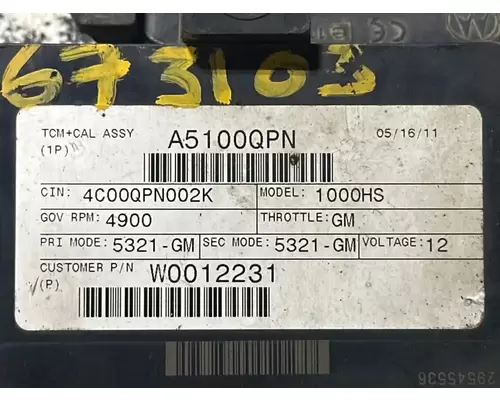 673103
TCM+CAL ASSY A5100QPN 05/16/11
(1P)
CIN: 4C00QPN002K MODEL: 1000HS
GOV RPM: 4900 THROTTLE: GM
PRI MODE: 5321-GM SEC MODE: 5321-GM VOLTAGE: 12
CUSTOMER P/N W0012231
(P)
29545536